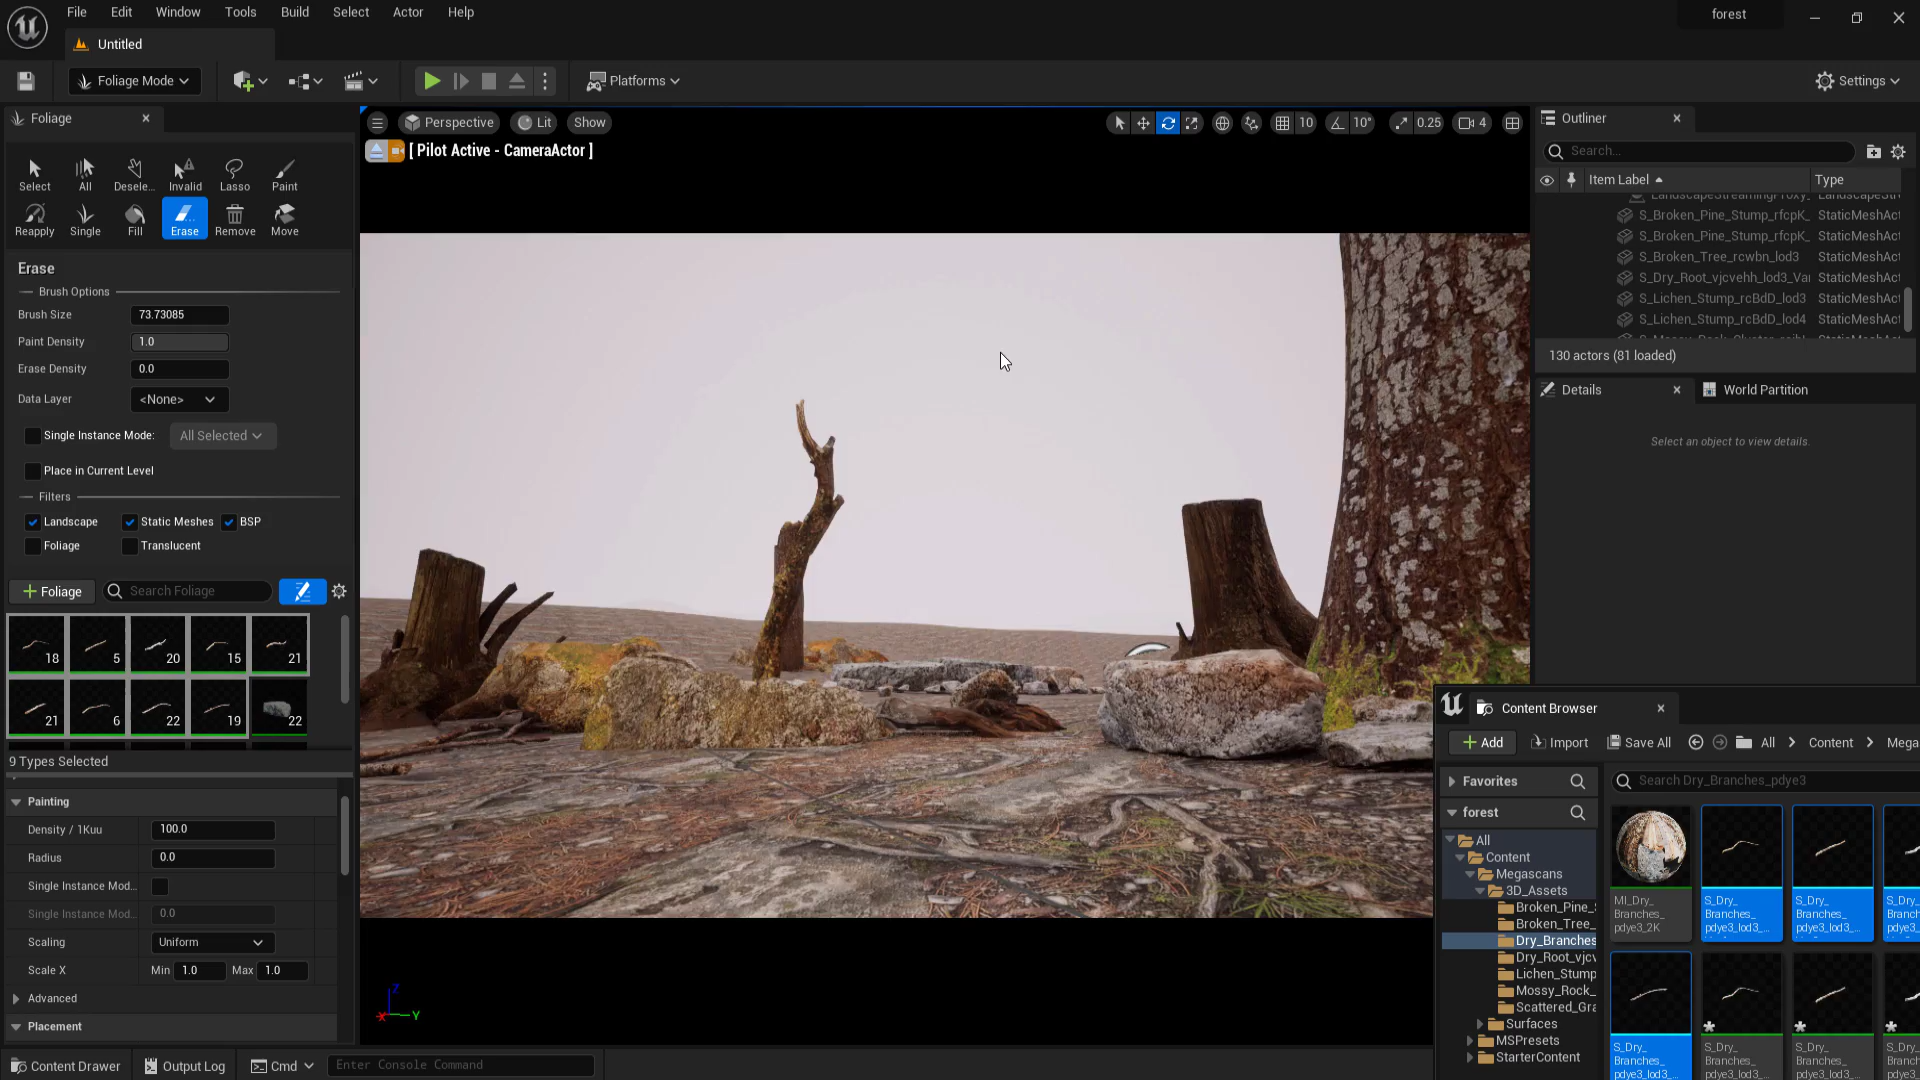 File Edit Window Tools Build Select Actor Help
forest
Untitled
Foliage Mode
Platforms
Settings
Foliage
Perspective Lit Show
10 10° 0.25 4
[ Pilot Active - CameraActor ]
Select All Desele... Invalid Lasso Paint
Reapply Single Fill Erase Remove Move
Erase
Brush Options
Brush Size 73.73085
Paint Density 1.0
Erase Density 0.0
Data Layer <None>
Single Instance Mode: All Selected
Place in Current Level
Filters
Landscape Static Meshes BSP
Foliage Translucent
Foliage Search Foliage
18 5 20 15 21
21 6 22 19 22
9 Types Selected
Painting
Density / 1Kuu 100.0
Radius 0.0
Single Instance Mod...
Single Instance Mod... 0.0
Scaling Uniform
Scale X Min 1.0 Max 1.0
Advanced
Placement
Z
X Y
Outliner
Search...
Item Label Type
S_Broken_Pine_Stump_rfcpK_ StaticMeshAct
S_Broken_Pine_Stump_rfcpK_ StaticMeshAct
S_Broken_Tree_rcwbn_lod3 StaticMeshAct
S_Dry_Root_vjcvehh_lod3_Var StaticMeshAct
S_Lichen_Stump_rcBdD_lod3 StaticMeshAct
S_Lichen_Stump_rcBdD_lod4 StaticMeshAct
130 actors (81 loaded)
Details World Partition
Select an object to view details.
Content Browser
Add Import Save All All Content Mega
Favorites
Search Dry_Branches_pdye3
forest
All
Content
Megascans
3D_Assets
Broken_Pine_S
Broken_Tree_
Dry_Branches
Dry_Root_vjcv
Lichen_Stump
Mossy_Rock_
Scattered_Gra
Surfaces
MSPresets
StarterContent
MI_Dry_
Branches_
pdye3_2K
S_Dry_
Branches_
pdye3_lod3_...
S_Dry_
Branches_
pdye3_lod3_...
S_Dry_
Branch
pdye3_
S_Dry_
Branches_
pdye3_lod3_...
S_Dry_
Branches_
pdye3_lod3_...
S_Dry_
Branches_
pdye3_lod3_...
S_Dry_
Branch
pdye3_
Content Drawer Output Log Cmd Enter Console Command